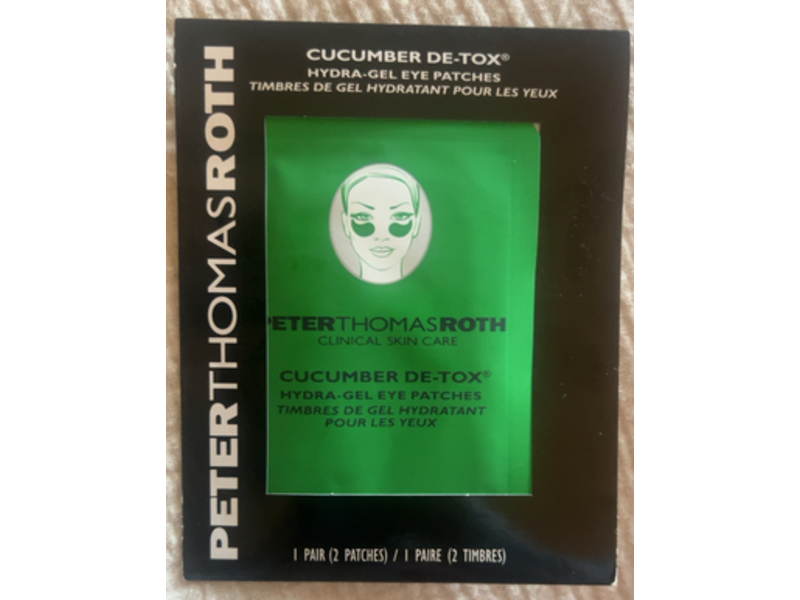 CUCUMBER DE-TOX®
HYDRA-GEL EYE PATCHES
TIMBRES DE GEL HYDRATANT POUR LES YEUX
PETERTHOMASROTH
ETERTHOMASROTH
CLINICAL SKIN CARE
CUCUMBER DE-TOX®
HYDRA-GEL EYE PATCHES
TIMBRES DE GEL HYDRATANT
POUR LES YEUX
1 PAIR (2 PATCHES) / 1 PAIRE (2 TIMBRES)